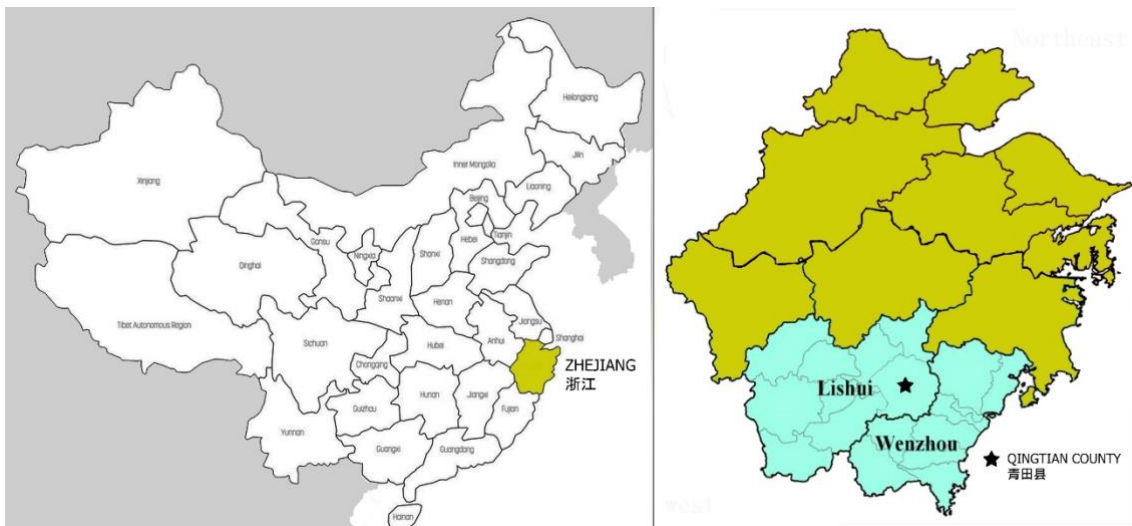 Heilongjiang
Jilin
Inner Mongolia
Liaoning
Xinjiang
Beijing
Tianjin
Hebei
Gansu
Ningxia
Shanxi
Shangdong
Qinghai
Shaanxi
Henan
Jiangsu
Tibet Autonomous Region
Sichuan
Chongqing
Hubei
Anhui
Shanghai
ZHEJIANG
浙江
Guizhou
Hunan
Jiangxi
Fujian
Yunnan
Guangxi
Guangdong
Hainan
Northeast
Lishui
Wenzhou
QINGTIAN COUNTY
青田县
west